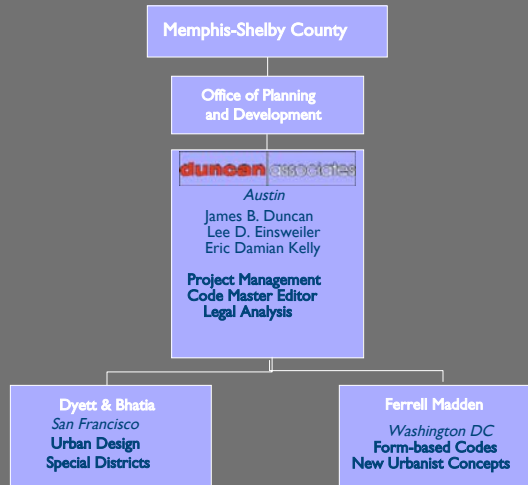 Memphis-Shelby County
Office of Planning
and Development
duncan associates
Austin
James B. Duncan
Lee D. Einsweiler
Eric Damian Kelly
Project Management
Code Master Editor
Legal Analysis
Dyett & Bhatia
San Francisco
Urban Design
Special Districts
Ferrell Madden
Washington DC
Form-based Codes
New Urbanist Concepts